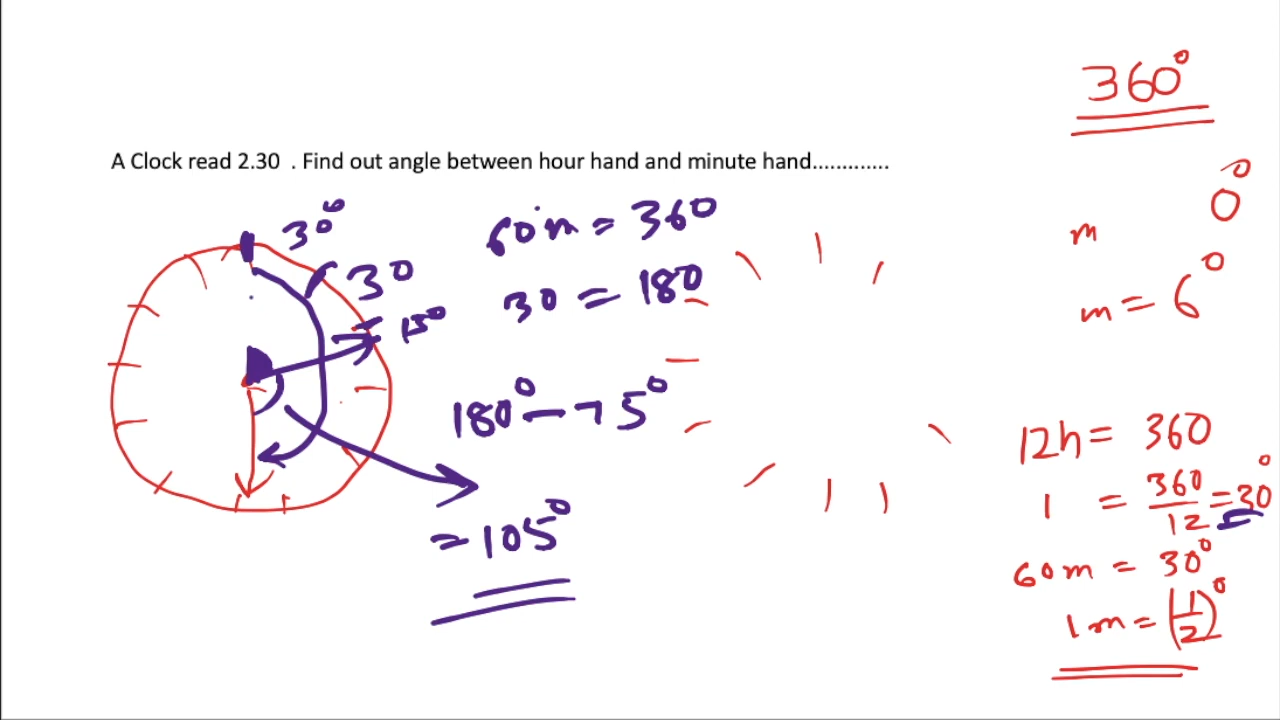 360°
A Clock read 2.30 . Find out angle between hour hand and minute hand.............
30°
30
15°
60m = 360
30 = 180
180° - 75°
= 105°
0°
m
m = 6°
12h = 360
1 = 360/12 = 30°
60m = 30°
1m = (1/2)°